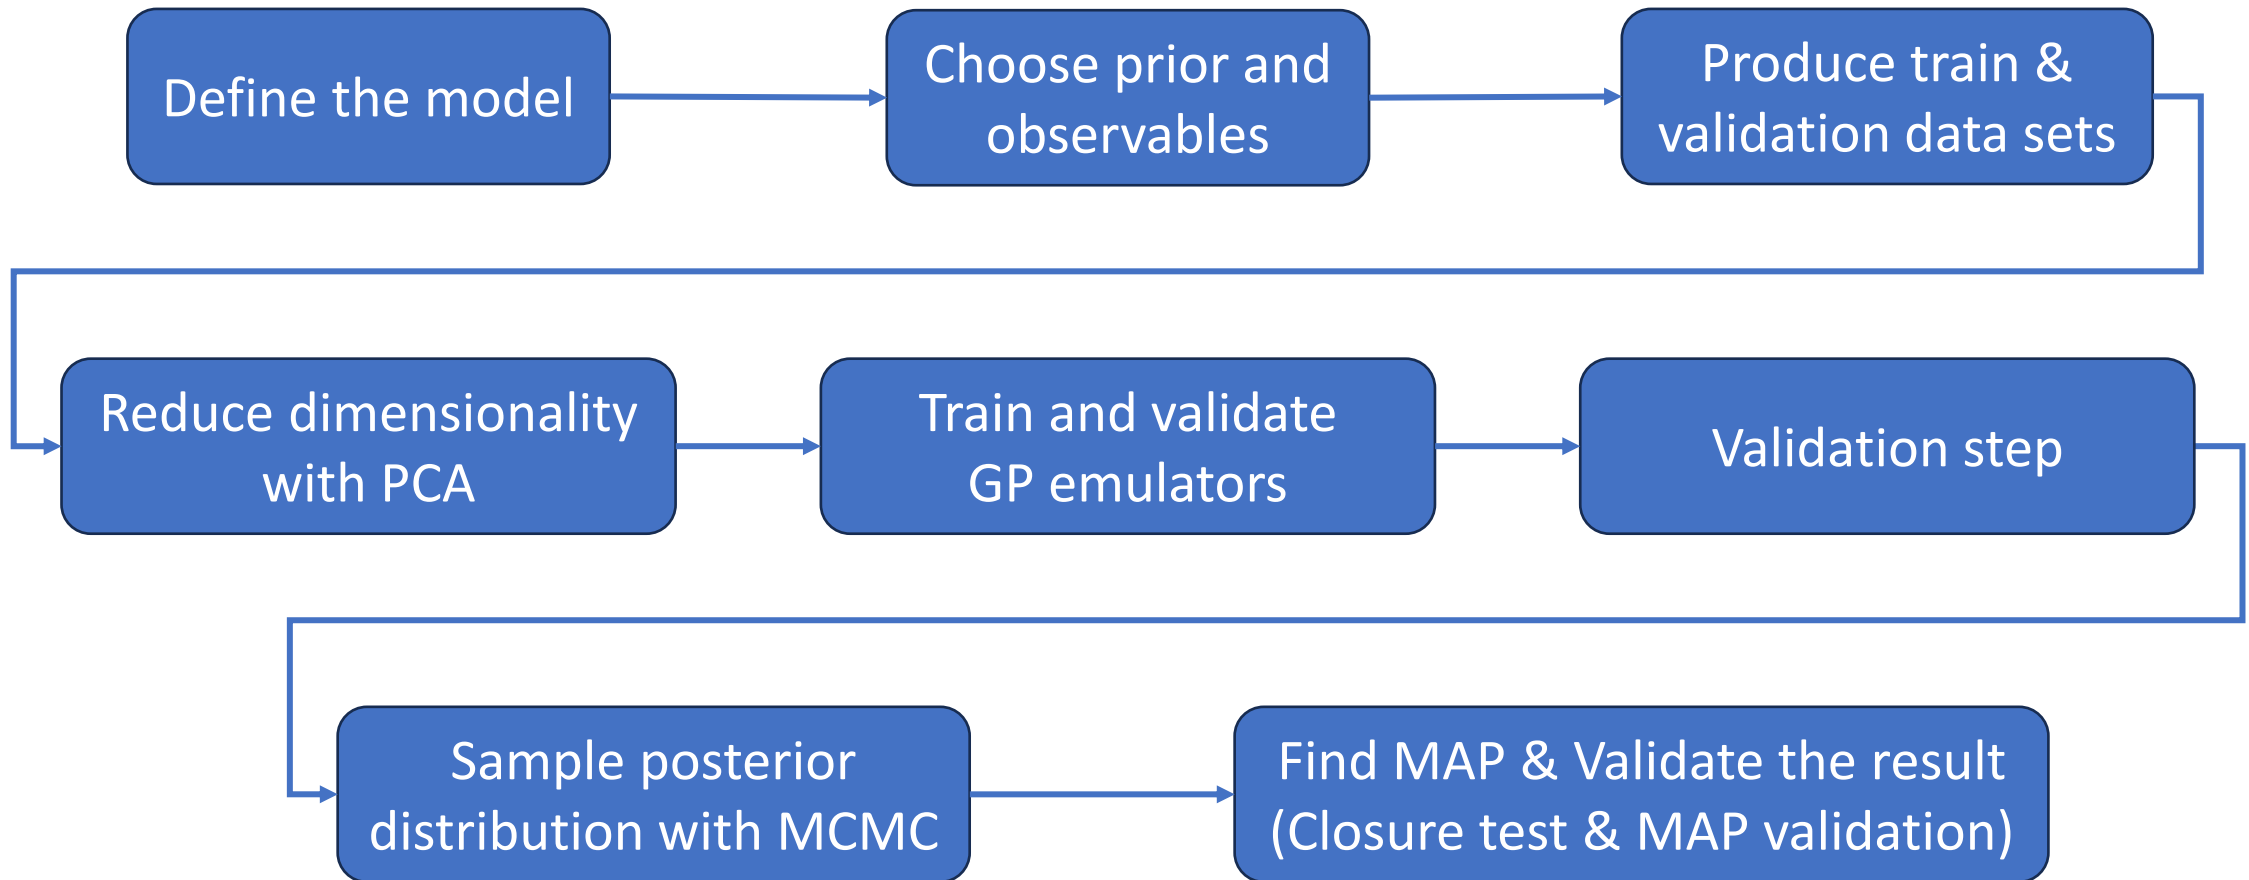 Define the model
Choose prior and
observables
Produce train &
validation data sets
Reduce dimensionality
with PCA
Train and validate
GP emulators
Validation step
Sample posterior
distribution with MCMC
Find MAP & Validate the result
(Closure test & MAP validation)